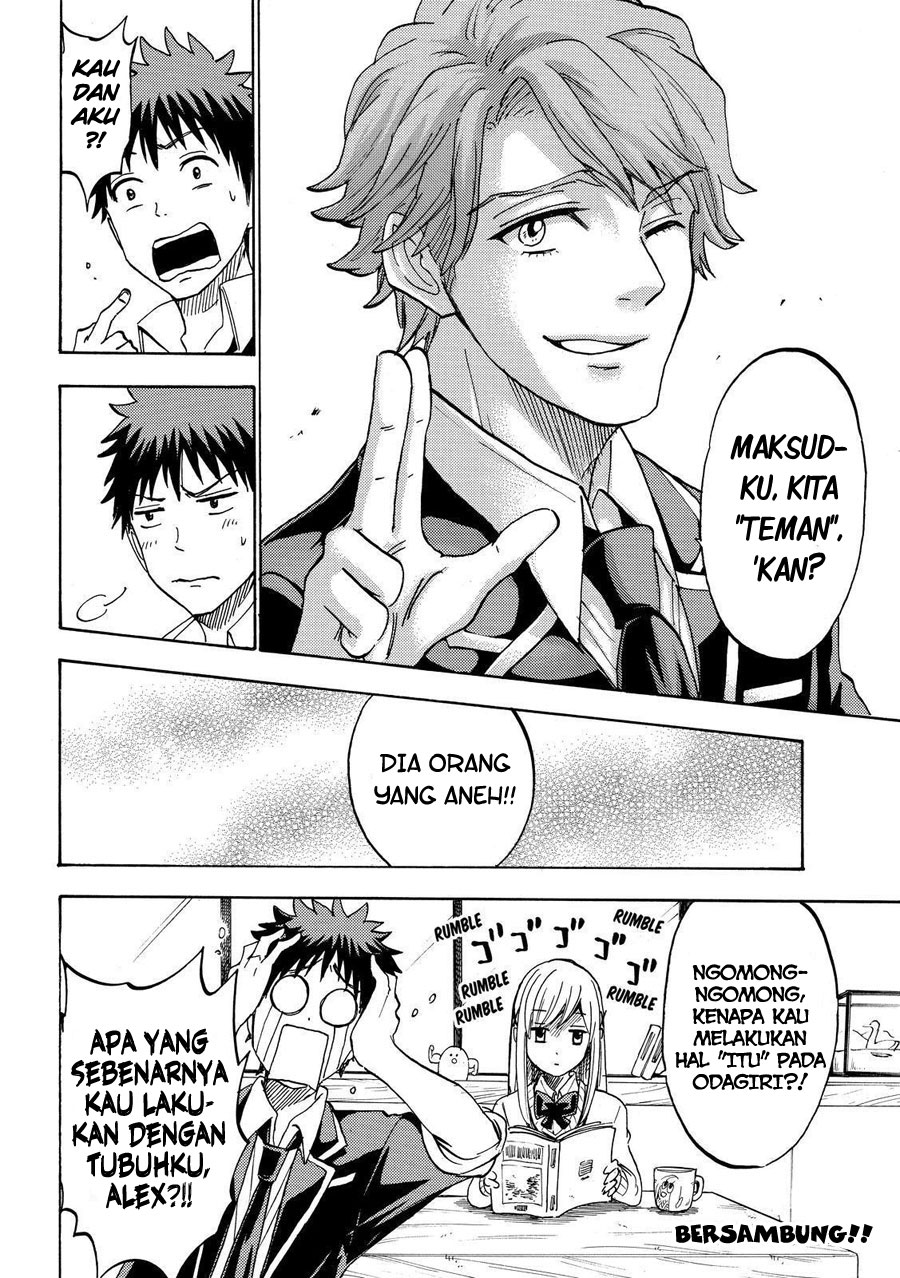 MAKSUD-
KU, KITA
"TEMAN",
'KAN?
KAU
DAN
AKU
?!
DIA ORANG
YANG ANEH!!
NGOMONG-
NGOMONG,
KENAPA KAU
MELAKUKAN
HAL "ITU" PADA
ODAGIRI?!
RUMBLE
RUMBLE
ゴ゛ゴ゛ゴ゛ゴ゛
RUMBLE
RUMBLE
RUMBLE
APA YANG
SEBENARNYA
KAU LAKU-
KAN DENGAN
TUBUHKU,
ALEX?!!
BERSAMBUNG!!